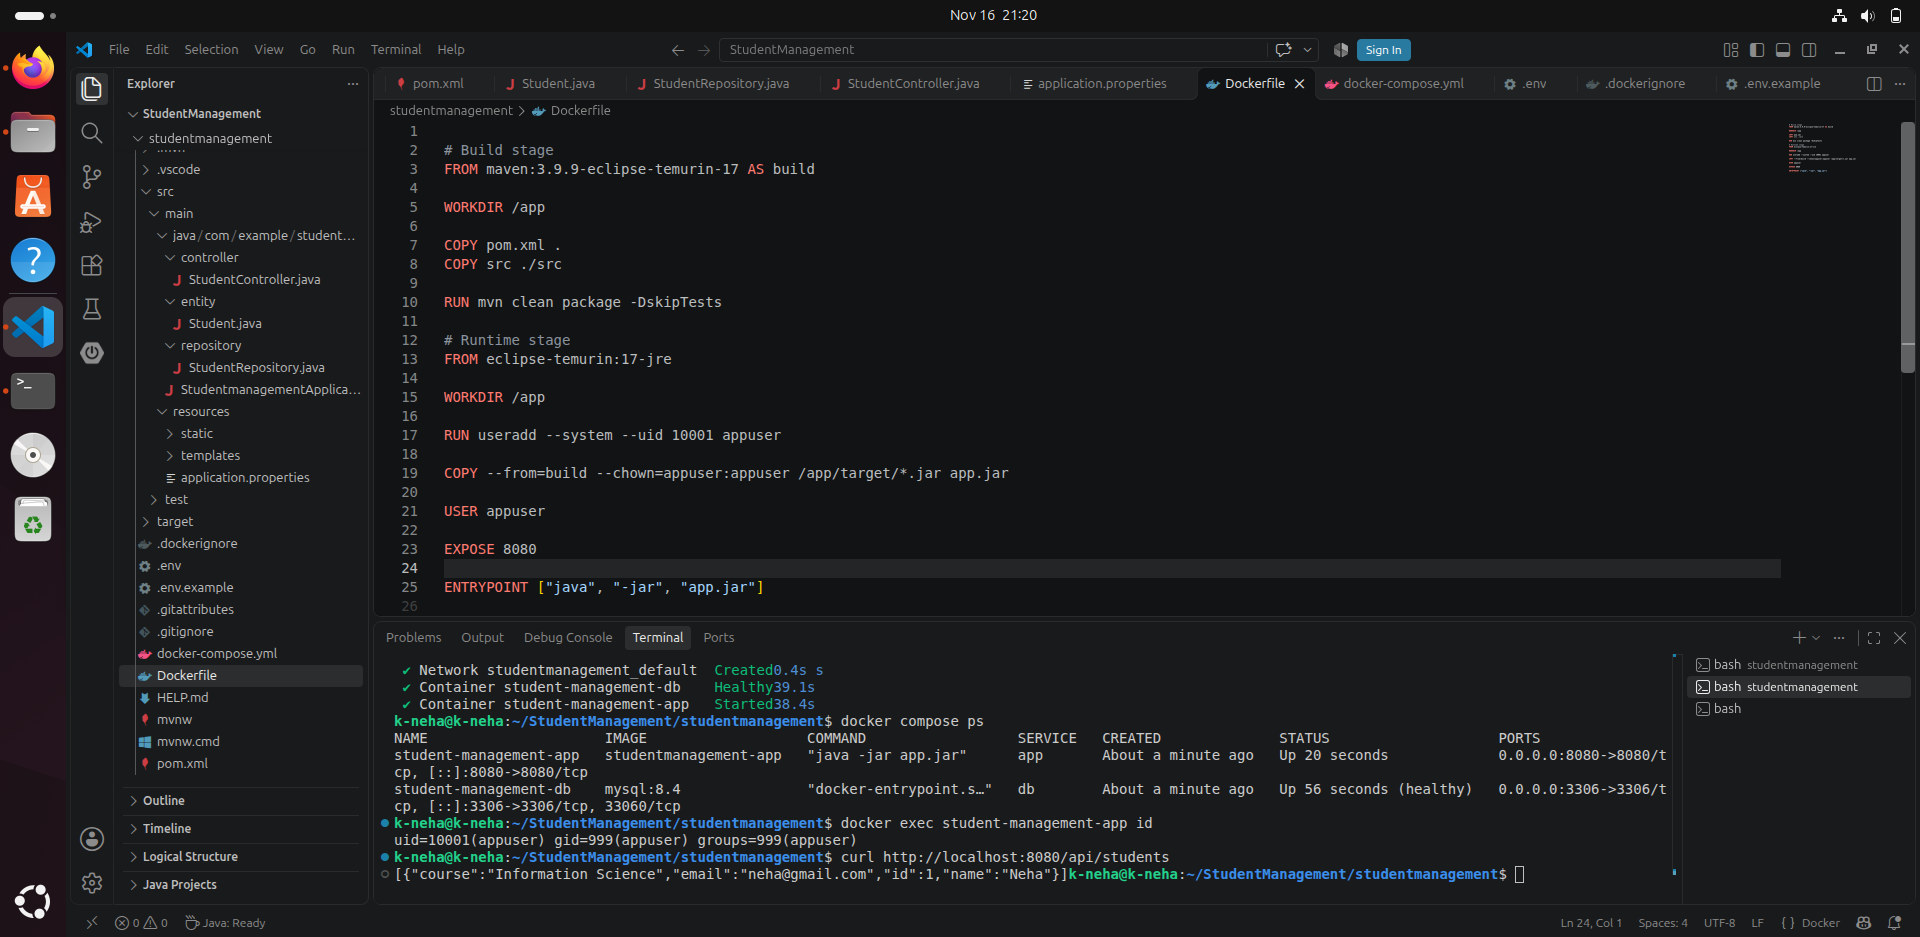 Nov 16 21:20
File Edit Selection View Go Run Terminal Help
StudentManagement
Sign In
Explorer
pom.xml Student.java StudentRepository.java StudentController.java application.properties Dockerfile docker-compose.yml .env .dockerignore .env.example
studentmanagement > Dockerfile
StudentManagement
studentmanagement
.vscode
src
main
java/com/example/student...
controller
StudentController.java
entity
Student.java
repository
StudentRepository.java
StudentmanagementApplica...
resources
static
templates
application.properties
test
target
.dockerignore
.env
.env.example
.gitattributes
.gitignore
docker-compose.yml
Dockerfile
HELP.md
mvnw
mvnw.cmd
pom.xml
Outline
Timeline
Logical Structure
Java Projects
1
2 # Build stage
3 FROM maven:3.9.9-eclipse-temurin-17 AS build
4
5 WORKDIR /app
6
7 COPY pom.xml .
8 COPY src ./src
9
10 RUN mvn clean package -DskipTests
11
12 # Runtime stage
13 FROM eclipse-temurin:17-jre
14
15 WORKDIR /app
16
17 RUN useradd --system --uid 10001 appuser
18
19 COPY --from=build --chown=appuser:appuser /app/target/*.jar app.jar
20
21 USER appuser
22
23 EXPOSE 8080
24
25 ENTRYPOINT ["java", "-jar", "app.jar"]
26
Problems Output Debug Console Terminal Ports
✔ Network studentmanagement_default Created0.4s s
✔ Container student-management-db Healthy39.1s
✔ Container student-management-app Started38.4s
k-neha@k-neha:~/StudentManagement/studentmanagement$ docker compose ps
NAME IMAGE COMMAND SERVICE CREATED STATUS PORTS
student-management-app studentmanagement-app "java -jar app.jar" app About a minute ago Up 20 seconds 0.0.0.0:8080->8080/t
cp, [::]:8080->8080/tcp
student-management-db mysql:8.4 "docker-entrypoint.s…" db About a minute ago Up 56 seconds (healthy) 0.0.0.0:3306->3306/t
cp, [::]:3306->3306/tcp, 33060/tcp
k-neha@k-neha:~/StudentManagement/studentmanagement$ docker exec student-management-app id
uid=10001(appuser) gid=999(appuser) groups=999(appuser)
k-neha@k-neha:~/StudentManagement/studentmanagement$ curl http://localhost:8080/api/students
[{"course":"Information Science","email":"neha@gmail.com","id":1,"name":"Neha"}]k-neha@k-neha:~/StudentManagement/studentmanagement$
bash studentmanagement
bash studentmanagement
bash
0 0 Java: Ready
Ln 24, Col 1 Spaces: 4 UTF-8 LF { } Docker